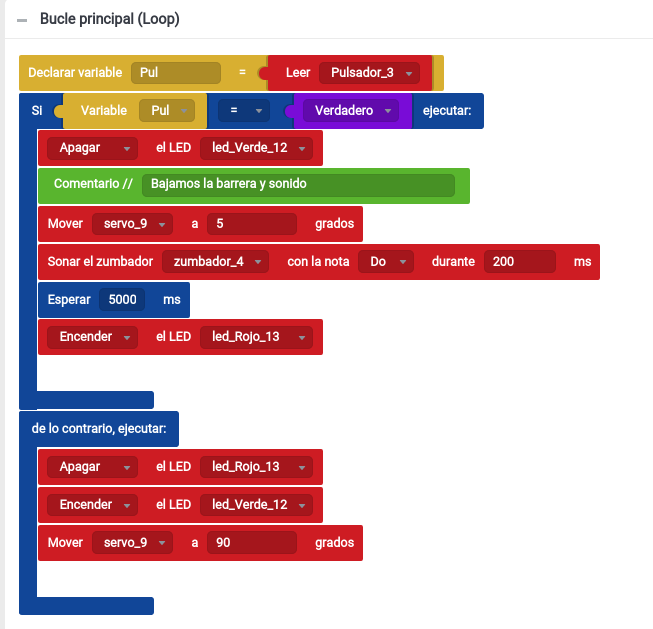 Bucle principal (Loop)
Declarar variable Pul = Leer Pulsador_3
SI Variable Pul = Verdadero ejecutar:
Apagar el LED led_Verde_12
Comentario // Bajamos la barrera y sonido
Mover servo_9 a 5 grados
Sonar el zumbador zumbador_4 con la nota Do durante 200 ms
Esperar 5000 ms
Encender el LED led_Rojo_13
de lo contrario, ejecutar:
Apagar el LED led_Rojo_13
Encender el LED led_Verde_12
Mover servo_9 a 90 grados